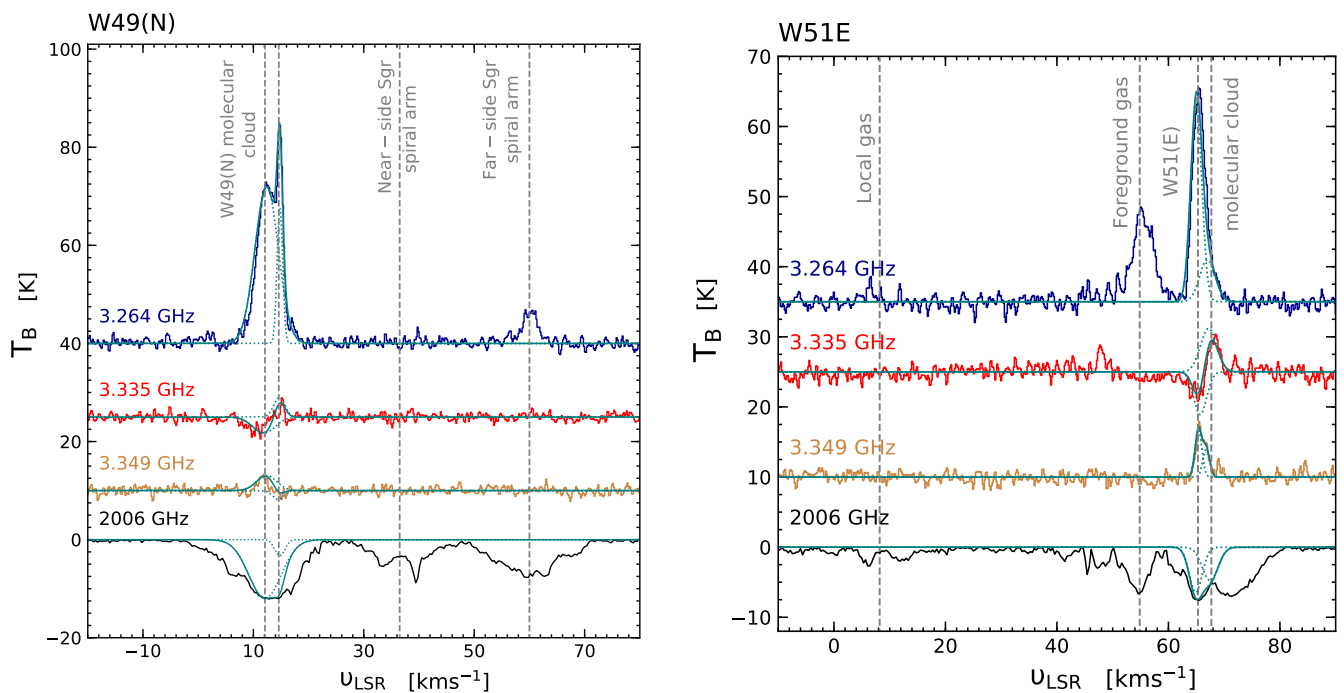 W49(N)
100
80
60
40
20
0
−20
T_B [K]
W49(N) molecular
cloud
Near − side Sgr
spiral arm
Far − side Sgr
spiral arm
3.264 GHz
3.335 GHz
3.349 GHz
2006 GHz
−10 10 30 50 70
υ_LSR [kms⁻¹]
W51E
70
60
50
40
30
20
10
0
−10
T_B [K]
Local gas
Foreground gas
W51(E)
molecular cloud
3.264 GHz
3.335 GHz
3.349 GHz
2006 GHz
0 20 40 60 80
υ_LSR [kms⁻¹]